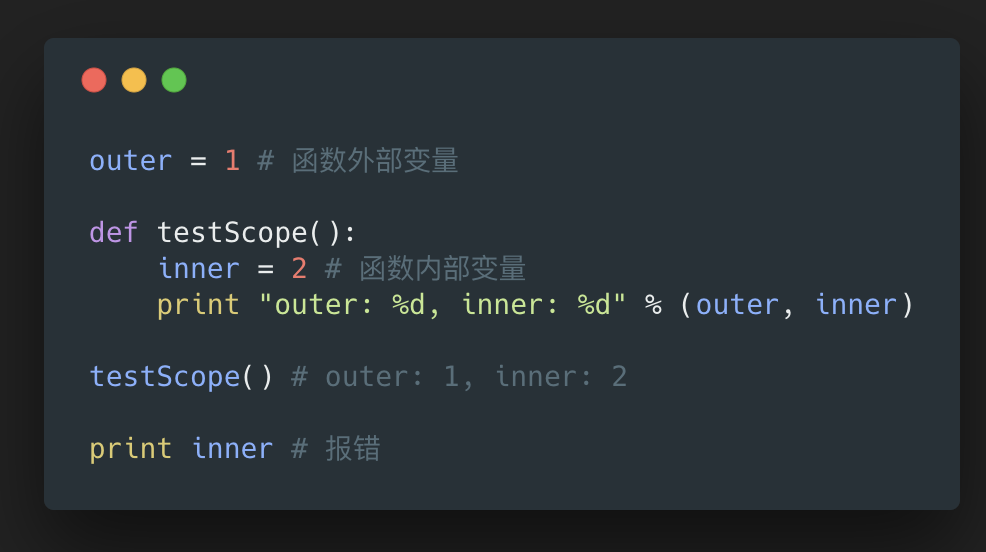 outer = 1 # 函数外部变量
def testScope():
    inner = 2 # 函数内部变量
    print "outer: %d, inner: %d" % (outer, inner)
testScope() # outer: 1, inner: 2
print inner # 报错